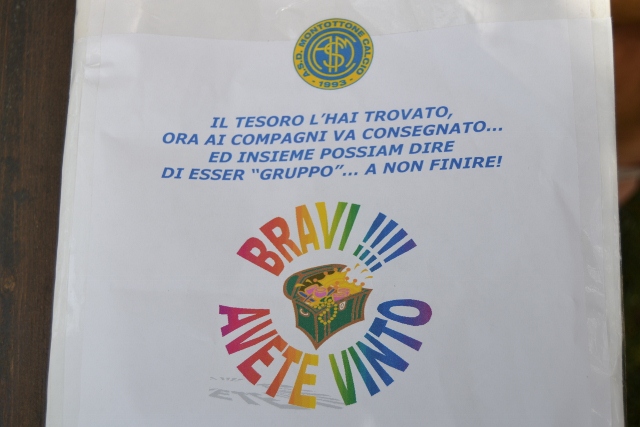 A.S.D. MONTOTTONE CALCIO
ASM
- 1993 -
IL TESORO L'HAI TROVATO,
ORA AI COMPAGNI VA CONSEGNATO...
ED INSIEME POSSIAM DIRE
DI ESSER "GRUPPO"... A NON FINIRE!
BRAVI !!!!
!!!!
AVETE VINTO